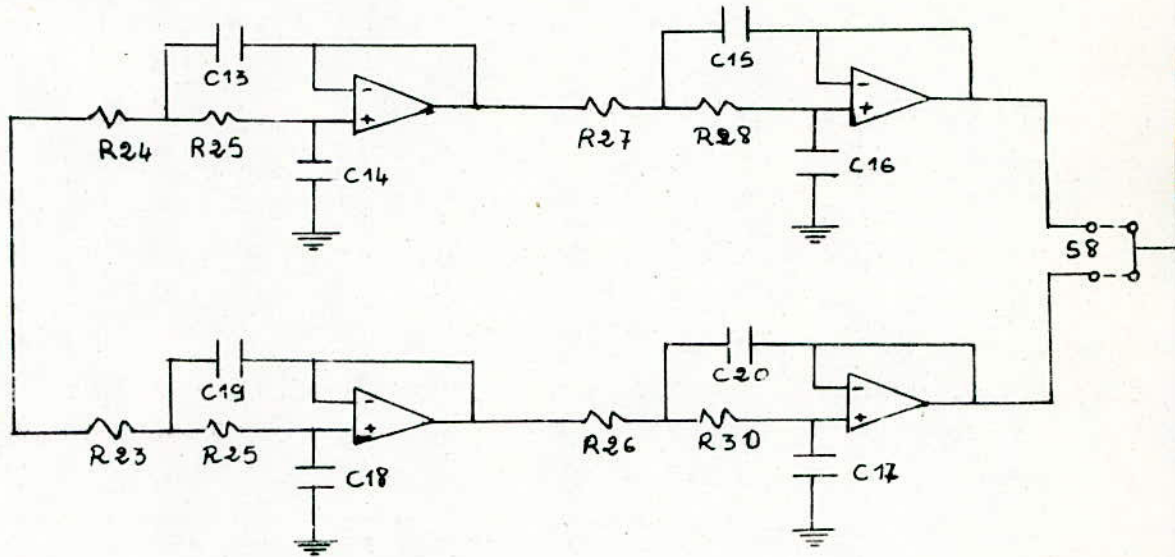 C13
C15
-
-
+
+
R24
R25
R27
R28
C14
C16
S8
C19
C20
-
-
+
+
R23
R25
R26
R30
C18
C17